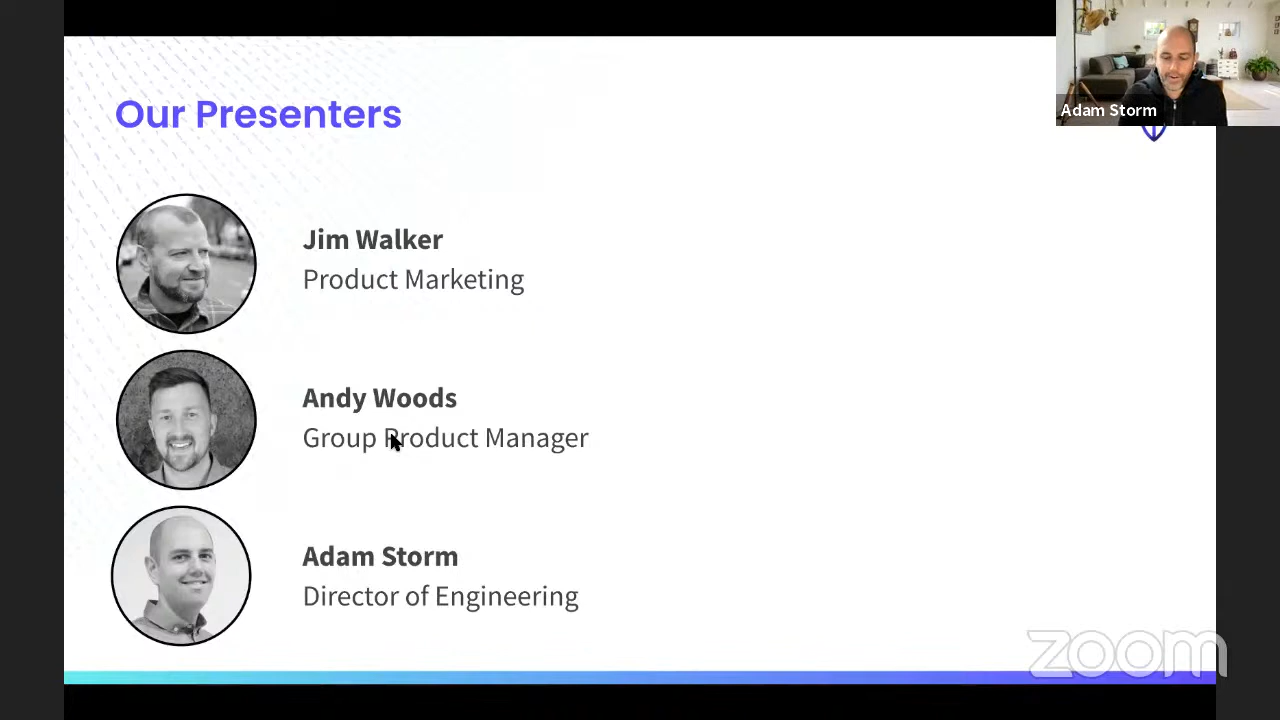 Our Presenters
Adam Storm
Jim Walker
Product Marketing
Andy Woods
Group Product Manager
Adam Storm
Director of Engineering
zoom